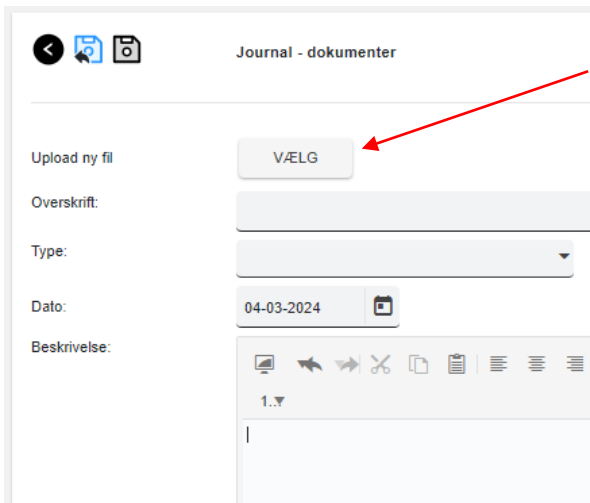 Journal - dokumenter
Upload ny fil VÆLG
Overskrift:
Type:
Dato: 04-03-2024
Beskrivelse:
1..